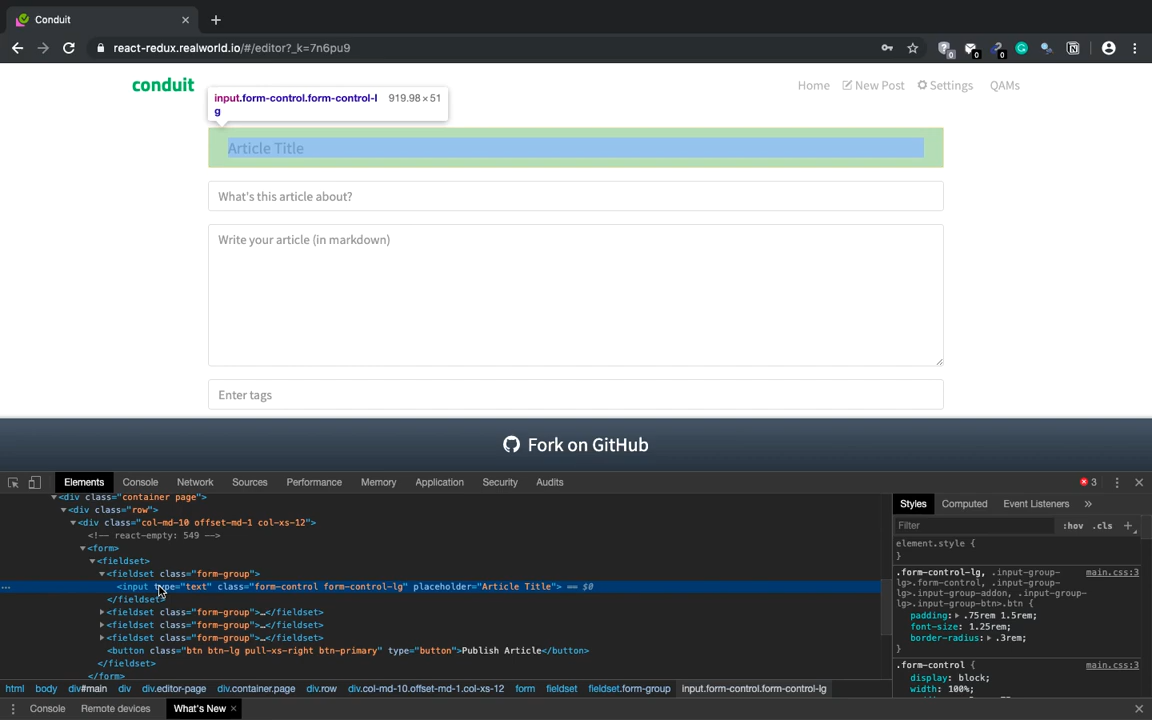 Conduit
react-redux.realworld.io/#/editor?_k=7n6pu9
0 0 0
conduit
Home New Post Settings QAMs
input.form-control.form-control-l
g
919.98 × 51
Article Title
What's this article about?
Write your article (in markdown)
Enter tags
Fork on GitHub
Elements Console Network Sources Performance Memory Application Security Audits 3
▼<div class="container page">
▼<div class="row">
▼<div class="col-md-10 offset-md-1 col-xs-12">
<!-- react-empty: 549 -->
▼<form>
▼<fieldset>
▼<fieldset class="form-group">
<input type="text" class="form-control form-control-lg" placeholder="Article Title"> == $0
</fieldset>
▶<fieldset class="form-group">…</fieldset>
▶<fieldset class="form-group">…</fieldset>
▶<fieldset class="form-group">…</fieldset>
<button class="btn btn-lg pull-xs-right btn-primary" type="button">Publish Article</button>
</fieldset>
</form>
Styles Computed Event Listeners »
Filter :hov .cls +
element.style {
}
.form-control-lg, .input-group- main.css:3
lg>.form-control, .input-group-
lg>.input-group-addon, .input-group-
lg>.input-group-btn>.btn {
padding:▶ .75rem 1.5rem;
font-size: 1.25rem;
border-radius:▶ .3rem;
}
.form-control { main.css:3
display: block;
width: 100%;
html body div#main div div.editor-page div.container.page div.row div.col-md-10.offset-md-1.col-xs-12 form fieldset fieldset.form-group input.form-control.form-control-lg
Console Remote devices What's New ×